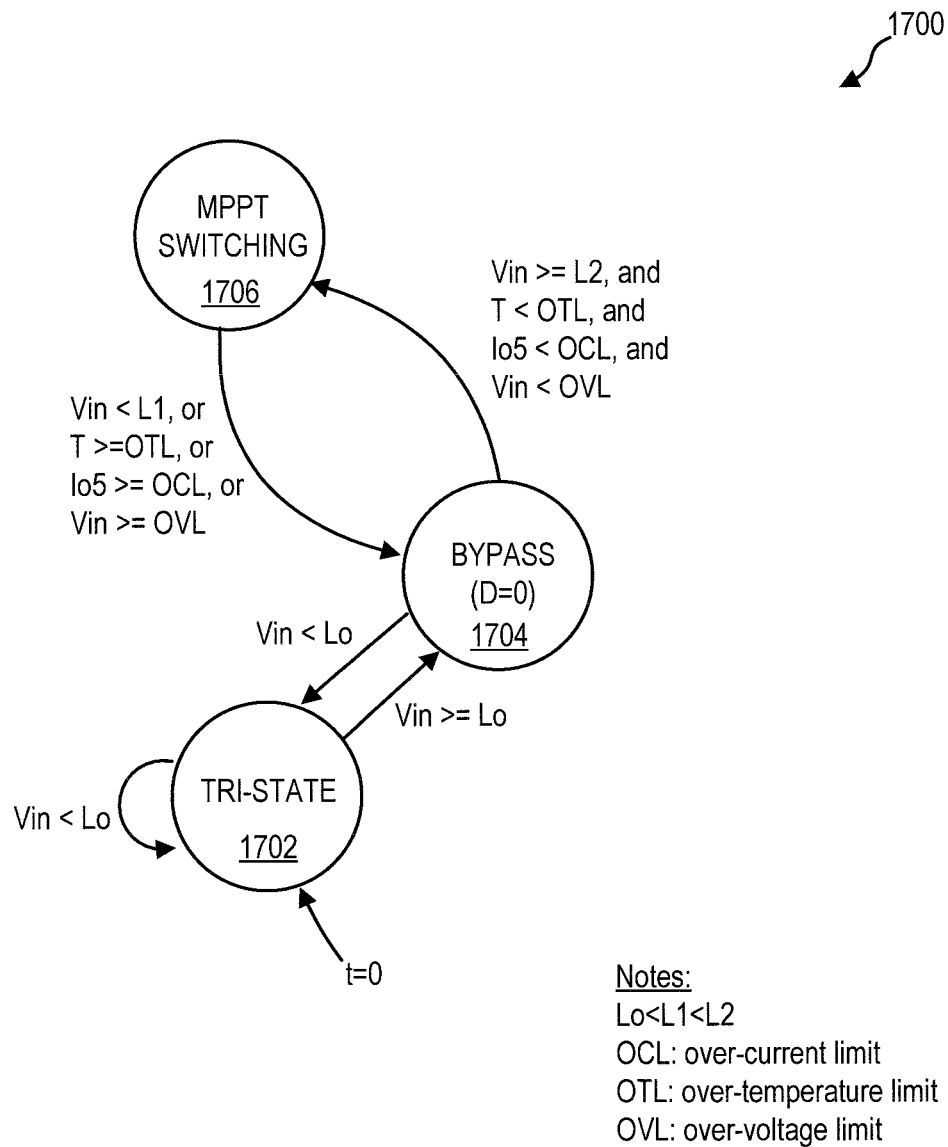 1700
MPPT
SWITCHING
1706
Vin >= L2, and
T < OTL, and
Io5 < OCL, and
Vin < OVL
Vin < L1, or
T >=OTL, or
Io5 >= OCL, or
Vin >= OVL
BYPASS
(D=0)
1704
Vin < Lo
Vin >= Lo
TRI-STATE
1702
Vin < Lo
t=0
Notes:
Lo<L1<L2
OCL: over-current limit
OTL: over-temperature limit
OVL: over-voltage limit